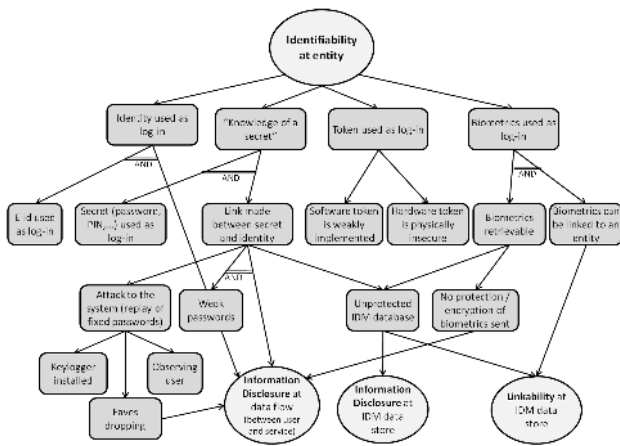 Identifiability
at entity
Identity used as
log-in
"Knowledge of a
secret"
Token used as log-in
Biometrics used as
log-in
AND
AND
AND
E-id used
as log-in
Secret (password,
PIN,...) used as
log-in
Link made
between secret
and identity
Software token
is weakly
implemented
Hardware token
is physically
insecure
Biometrics
retrievable
Biometrics can
be linked to an
entity
AND
Attack to the
system (replay of
fixed passwords)
Weak
passwords
Unprotected
IDM database
No protection /
encryption of
biometrics sent
Keylogger
installed
Observing
user
Eaves
dropping
Information
Disclosure at
data flow
(between user
and service)
Information
Disclosure at
IDM data
store
Linkability at
IDM data
store